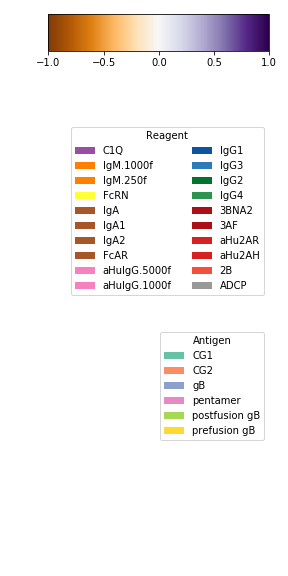 −1.0 −0.5 0.0 0.5 1.0
Reagent
C1Q IgG1
IgM.1000f IgG3
IgM.250f IgG2
FcRN IgG4
IgA 3BNA2
IgA1 3AF
IgA2 aHu2AR
FcAR aHu2AH
aHuIgG.5000f 2B
aHuIgG.1000f ADCP
Antigen
CG1
CG2
gB
pentamer
postfusion gB
prefusion gB